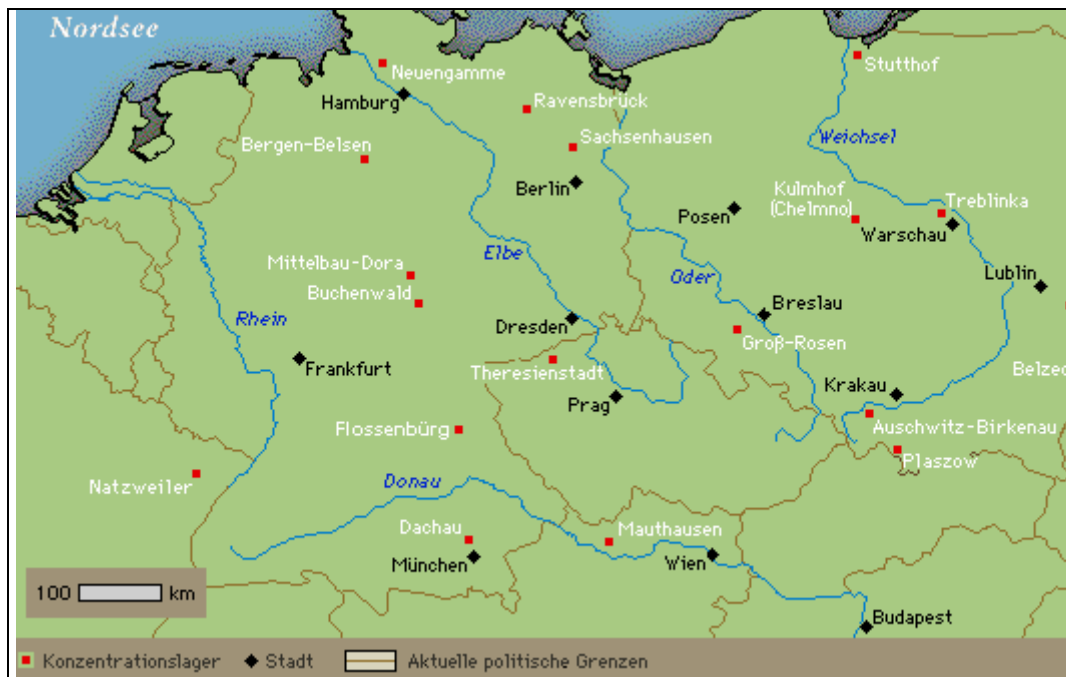 Nordsee
Neuengamme
Stutthof
Hamburg
Ravensbrück
Bergen-Belsen
Sachsenhausen
Weichsel
Berlin
Kulmhof
(Chelmno)
Treblinka
Posen
Warschau
Elbe
Mittelbau-Dora
Oder
Lublin
Buchenwald
Breslau
Rhein
Dresden
Groß-Rosen
Frankfurt
Theresienstadt
Belzec
Krakau
Prag
Auschwitz-Birkenau
Flossenbürg
Plaszow
Natzweiler
Donau
Dachau
Mauthausen
München
Wien
100 km
Budapest
Konzentrationslager Stadt Aktuelle politische Grenzen